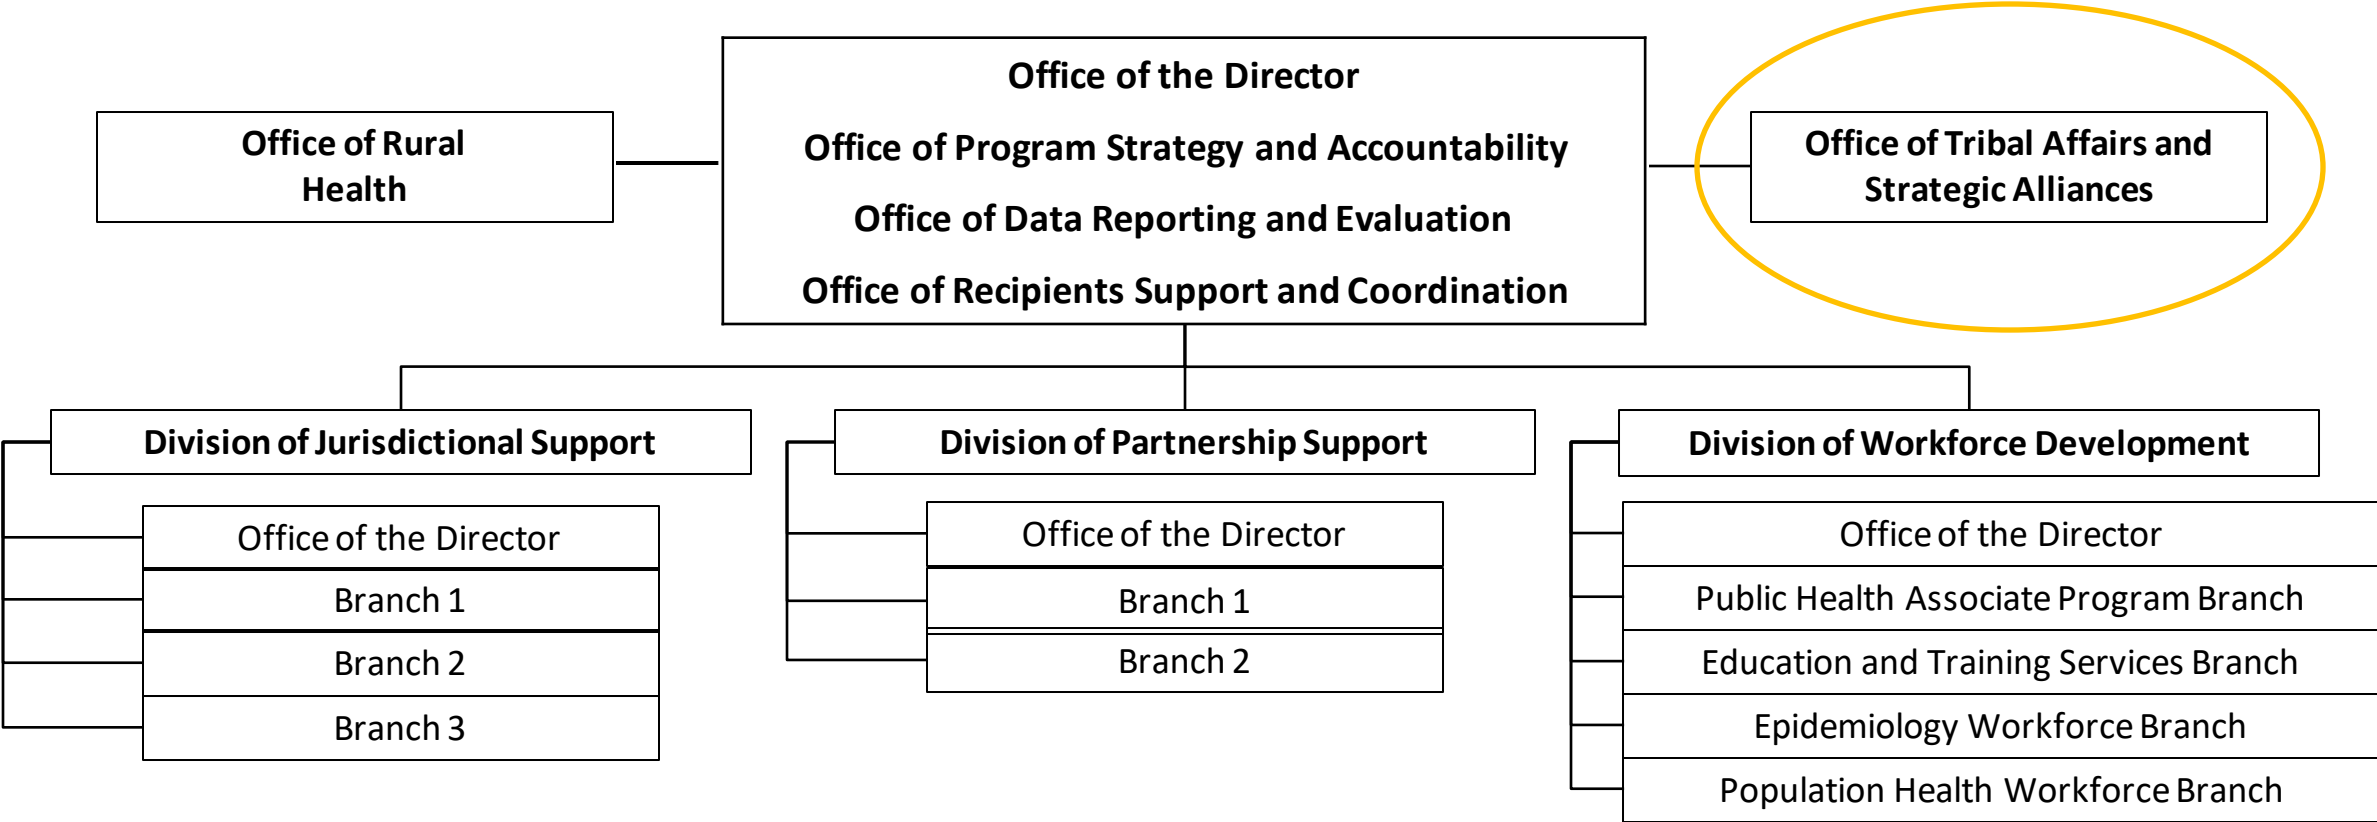 Office of the Director
Office of Program Strategy and Accountability
Office of Data Reporting and Evaluation
Office of Recipients Support and Coordination
Office of Rural
Health
Office of Tribal Affairs and
Strategic Alliances
Division of Jurisdictional Support
Office of the Director
Branch 1
Branch 2
Branch 3
Division of Partnership Support
Office of the Director
Branch 1
Branch 2
Division of Workforce Development
Office of the Director
Public Health Associate Program Branch
Education and Training Services Branch
Epidemiology Workforce Branch
Population Health Workforce Branch